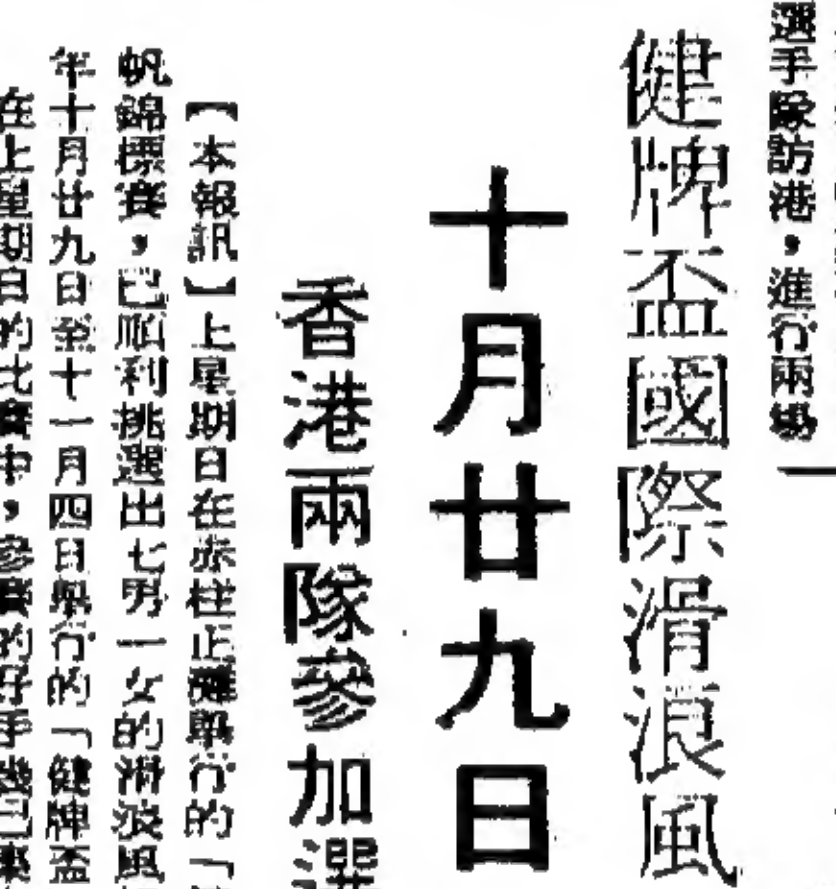 選手隊訪港，進行兩場
健牌盃國際滑浪風
十月廿九日
香港兩隊參加選
【本報訊】上星期日在赤柱正灘舉行的「
帆錦標賽，已順利挑選出七男一女的滑浪風
年十月廿九日至十一月四日舉行的「健牌盃
在上星期日的比賽中，參賽的好手幾已